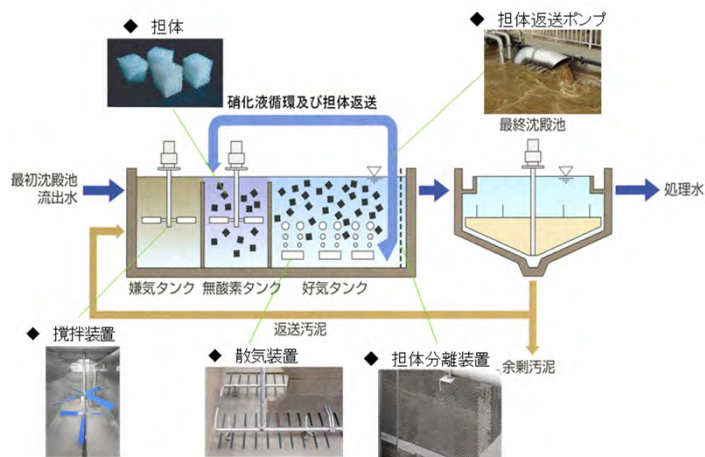 ◆ 担体
◆ 担体返送ポンプ
硝化液循環及び担体返送
最終沈殿池
最初沈殿池
流出水
処理水
嫌気タンク
無酸素タンク
好気タンク
返送汚泥
余剰汚泥
◆ 撹拌装置
◆ 散気装置
◆ 担体分離装置